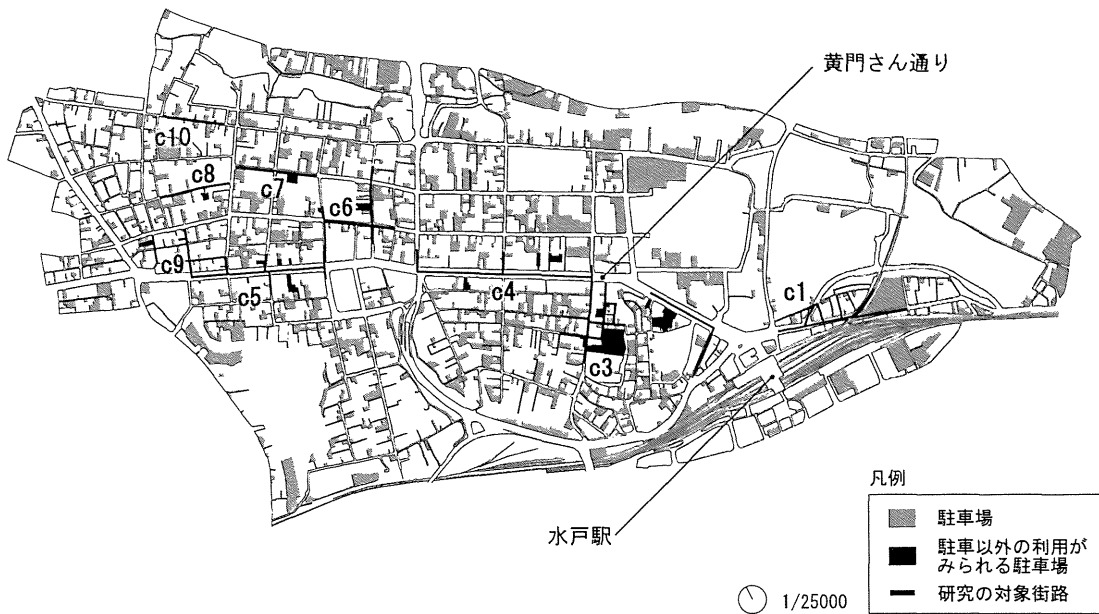 黄門さん通り
c10
c8
c7
c6
c9
c5
c4
c1
c3
水戸駅
凡例
駐車場
駐車以外の利用が
みられる駐車場
研究の対象街路
1/25000